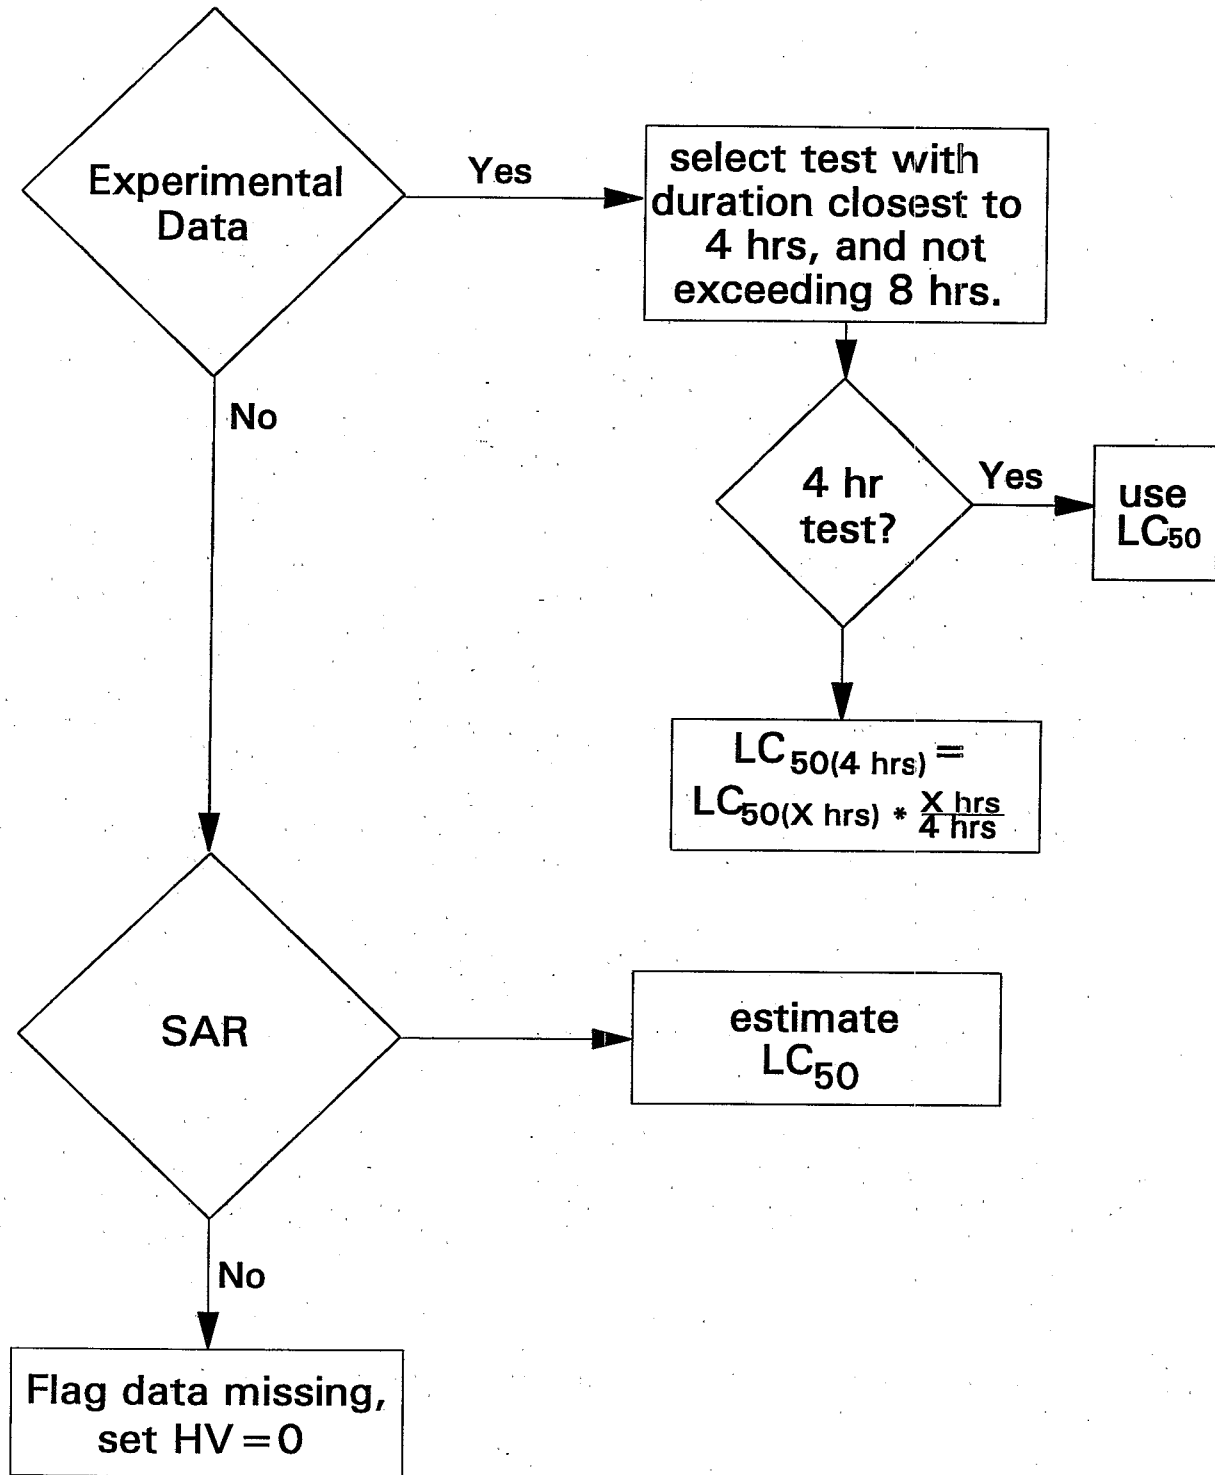 Experimental
Data
Yes
select test with
duration closest to
4 hrs, and not
exceeding 8 hrs.
No
4 hr
test?
Yes
use
LC50
LC50(4 hrs) =
LC50(X hrs) * X hrs
4 hrs
SAR
estimate
LC50
No
Flag data missing,
set HV=0